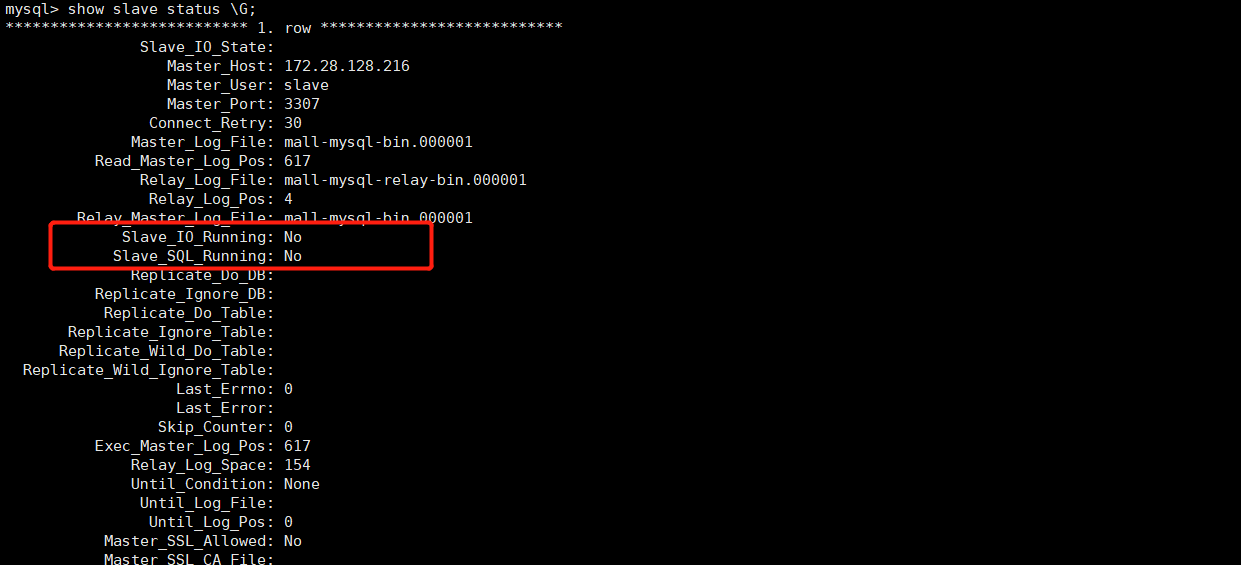 mysql> show slave status \G;
*************************** 1. row ***************************
Slave_IO_State:
Master_Host: 172.28.128.216
Master_User: slave
Master_Port: 3307
Connect_Retry: 30
Master_Log_File: mall-mysql-bin.000001
Read_Master_Log_Pos: 617
Relay_Log_File: mall-mysql-relay-bin.000001
Relay_Log_Pos: 4
Relay_Master_Log_File: mall-mysql-bin.000001
Slave_IO_Running: No
Slave_SQL_Running: No
Replicate_Do_DB:
Replicate_Ignore_DB:
Replicate_Do_Table:
Replicate_Ignore_Table:
Replicate_Wild_Do_Table:
Replicate_Wild_Ignore_Table:
Last_Errno: 0
Last_Error:
Skip_Counter: 0
Exec_Master_Log_Pos: 617
Relay_Log_Space: 154
Until_Condition: None
Until_Log_File:
Until_Log_Pos: 0
Master_SSL_Allowed: No
Master_SSL_CA_File: